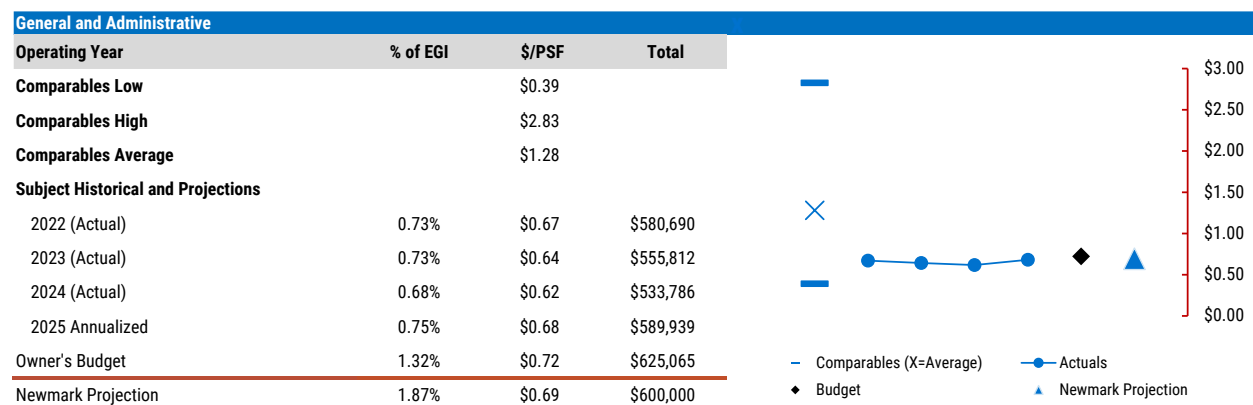 General and Administrative
Operating Year % of EGI $/PSF Total
Comparables Low $0.39
Comparables High $2.83
Comparables Average $1.28
Subject Historical and Projections
2022 (Actual) 0.73% $0.67 $580,690
2023 (Actual) 0.73% $0.64 $555,812
2024 (Actual) 0.68% $0.62 $533,786
2025 Annualized 0.75% $0.68 $589,939
Owner's Budget 1.32% $0.72 $625,065
Newmark Projection 1.87% $0.69 $600,000
$3.00
$2.50
$2.00
$1.50
$1.00
$0.50
$0.00
Comparables (X=Average) Actuals
Budget Newmark Projection